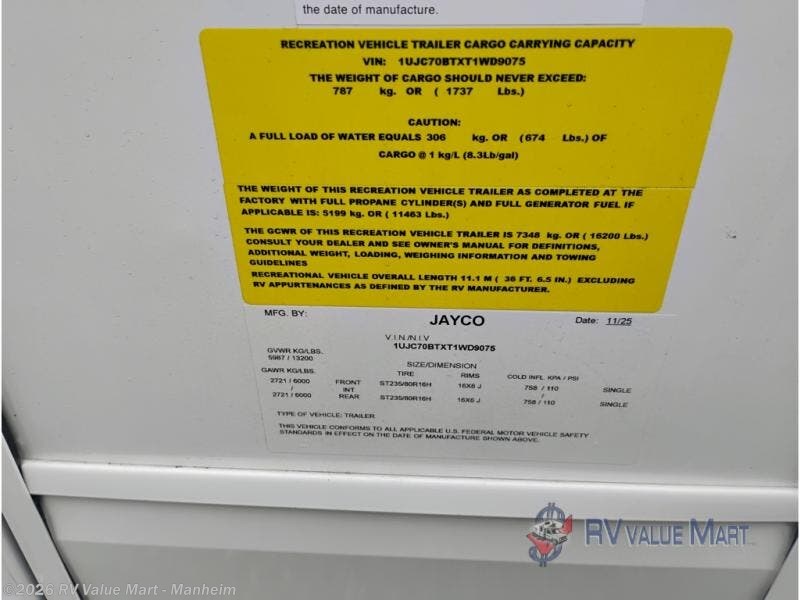 the date of manufacture.
RECREATION VEHICLE TRAILER CARGO CARRYING CAPACITY
VIN: 1UJC70BTXT1WD9075
THE WEIGHT OF CARGO SHOULD NEVER EXCEED:
787 kg. OR ( 1737 Lbs.)
CAUTION:
A FULL LOAD OF WATER EQUALS 306 kg. OR (674 Lbs.) OF
CARGO @ 1 kg/L (8.3Lb/gal)
THE WEIGHT OF THIS RECREATION VEHICLE TRAILER AS COMPLETED AT THE
FACTORY WITH FULL PROPANE CYLINDER(S) AND FULL GENERATOR FUEL IF
APPLICABLE IS: 5199 kg. OR ( 11463 Lbs.)
THE GCWR OF THIS RECREATION VEHICLE TRAILER IS 7348 kg. OR ( 16200 Lbs.)
CONSULT YOUR DEALER AND SEE OWNER'S MANUAL FOR DEFINITIONS,
ADDITIONAL WEIGHT, LOADING, WEIGHING INFORMATION AND TOWING
GUIDELINES
RECREATIONAL VEHICLE OVERALL LENGTH 11.1 M ( 36 FT. 6.5 IN.) EXCLUDING
RV APPURTENANCES AS DEFINED BY THE RV MANUFACTURER.
MFG. BY: JAYCO Date: 11/25
V.I.N./N.I.V
1UJC70BTXT1WD9075
GVWR KG/LBS.
5987 / 13200
SIZE/DIMENSION
GAWR KG/LBS. TIRE RIMS COLD INFL. KPA / PSI
2721 / 6000 FRONT ST235/80R16H 16X6 J 758 / 110 SINGLE
/ INT /
2721 / 6000 REAR ST235/80R16H 16X6 J 758 / 110 SINGLE
TYPE OF VEHICLE: TRAILER
THIS VEHICLE CONFORMS TO ALL APPLICABLE U.S. FEDERAL MOTOR VEHICLE SAFETY
STANDARDS IN EFFECT ON THE DATE OF MANUFACTURE SHOWN ABOVE.
RV VALUE MART
©2026 RV Value Mart - Manheim